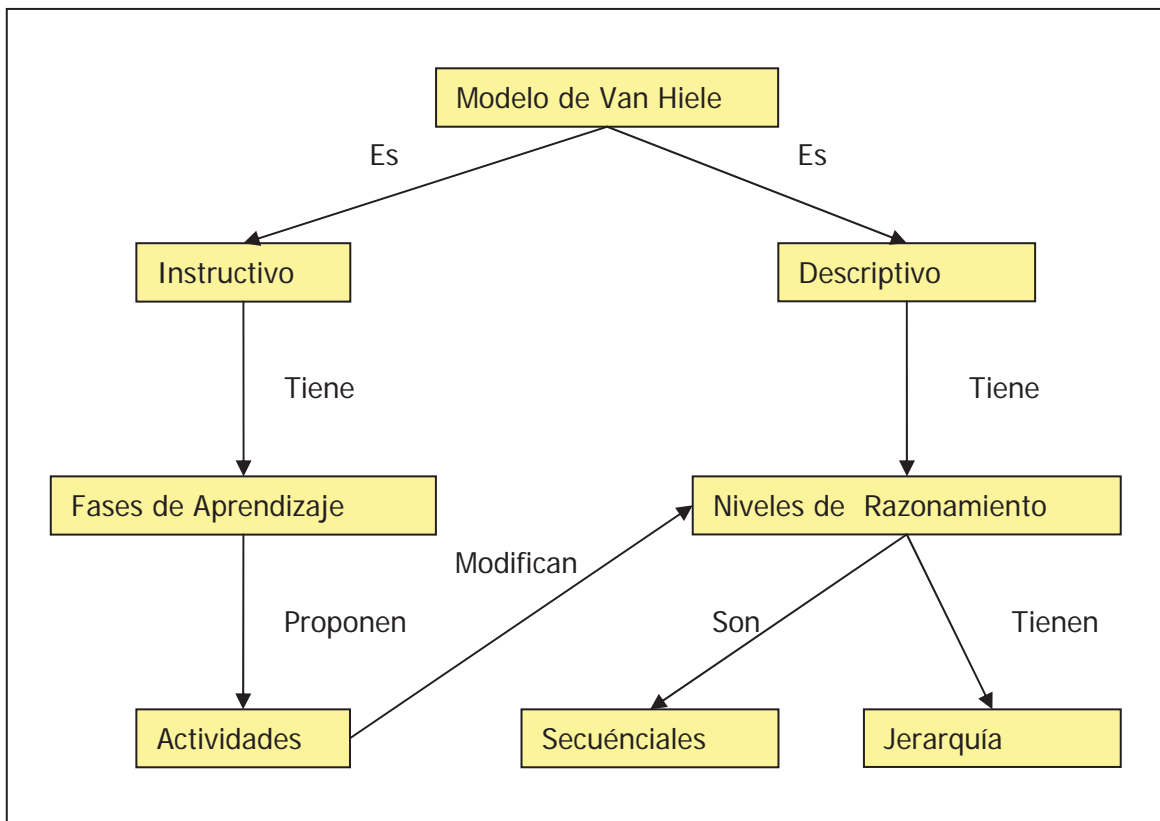 Modelo de Van Hiele
Es
Es
Instructivo
Descriptivo
Tiene
Tiene
Fases de Aprendizaje
Niveles de Razonamiento
Modifican
Proponen
Son
Tienen
Actividades
Secuénciales
Jerarquía